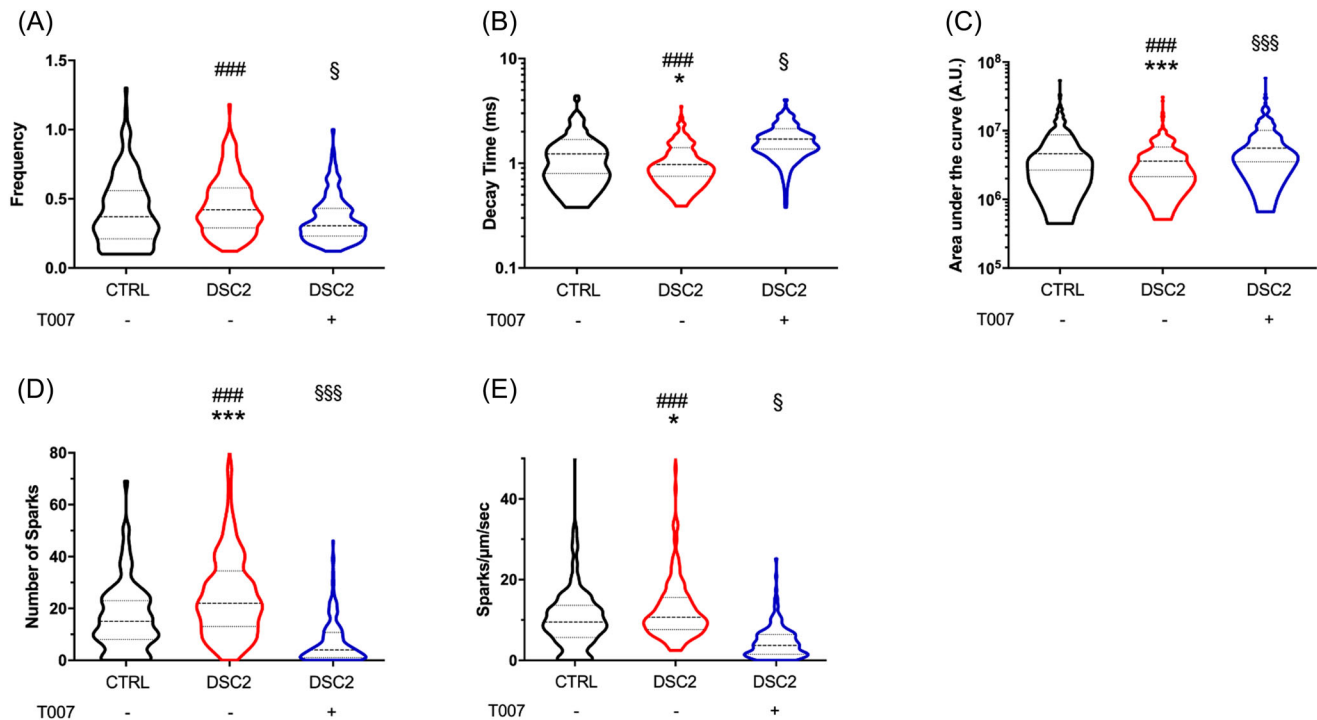 (A)
Frequency
1.5
1.0
0.5
0.0
###
§
CTRL DSC2 DSC2
T007 - - +
(B)
Decay Time (ms)
10
1
0.1
###
*
§
CTRL DSC2 DSC2
T007 - - +
(C)
Area under the curve (A.U.)
10⁸
10⁷
10⁶
10⁵
###
***
§§§
CTRL DSC2 DSC2
T007 - - +
(D)
Number of Sparks
80
60
40
20
0
###
***
§§§
CTRL DSC2 DSC2
T007 - - +
(E)
Sparks/µm/sec
40
20
0
###
*
§
CTRL DSC2 DSC2
T007 - - +